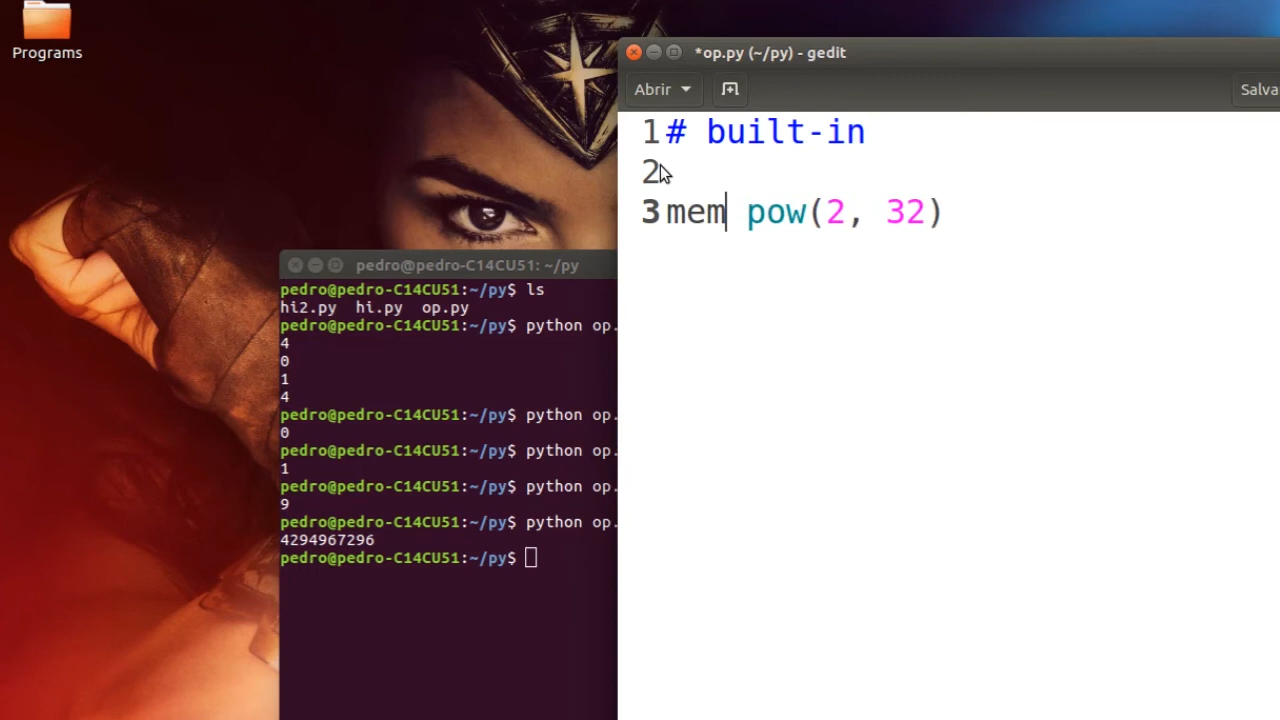 Programs
*op.py (~/py) - gedit
Abrir
Salva
1 # built-in
2
3 mem pow(2, 32)
pedro@pedro-C14CU51: ~/py
pedro@pedro-C14CU51:~/py$ ls
hi2.py  hi.py  op.py
pedro@pedro-C14CU51:~/py$ python op.
4
0
1
4
pedro@pedro-C14CU51:~/py$ python op.
0
pedro@pedro-C14CU51:~/py$ python op.
1
pedro@pedro-C14CU51:~/py$ python op.
9
pedro@pedro-C14CU51:~/py$ python op.
4294967296
pedro@pedro-C14CU51:~/py$